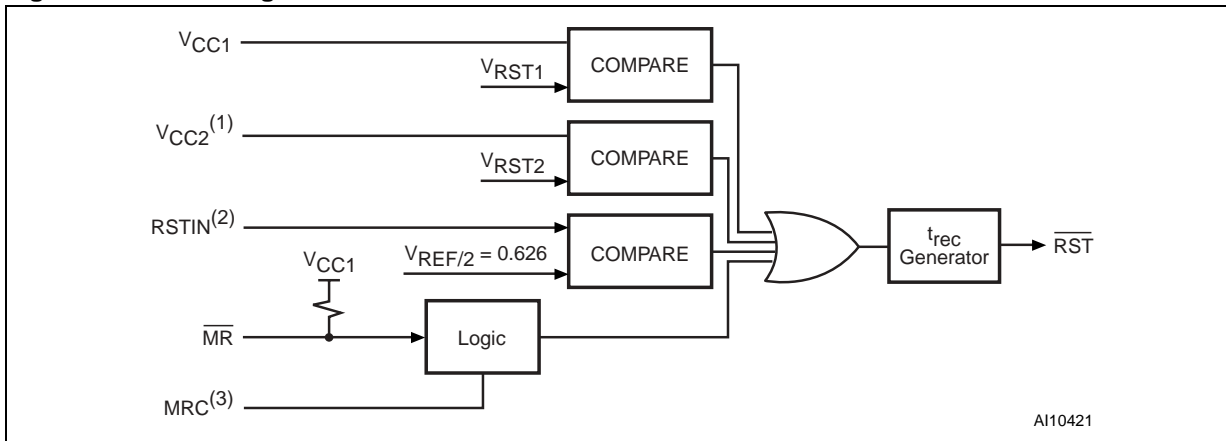 VCC1
COMPARE
VRST1
VCC2(1)
COMPARE
VRST2
RSTIN(2)
COMPARE
VREF/2 = 0.626
trec
Generator
RST
VCC1
MR
Logic
MRC(3)
AI10421